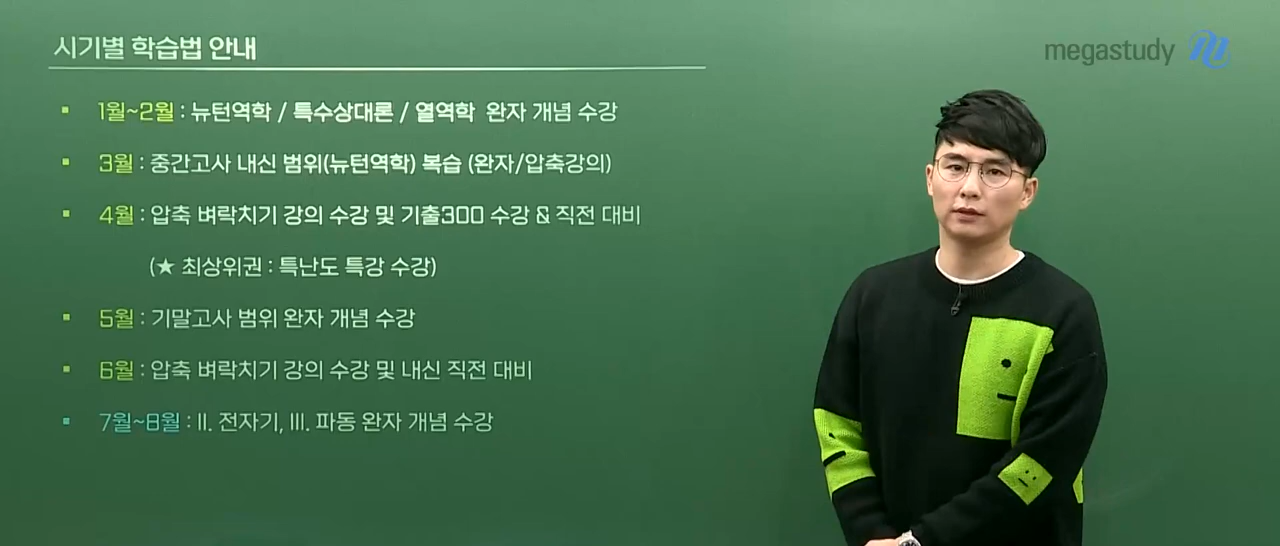 시기별 학습법 안내
megastudy
1월~2월 : 뉴턴역학 / 특수상대론 / 열역학 완자 개념 수강
3월 : 중간고사 내신 범위(뉴턴역학) 복습 (완자/압축강의)
4월 : 압축 벼락치기 강의 수강 및 기출300 수강 & 직전 대비
(★ 최상위권 : 특난도 특강 수강)
5월 : 기말고사 범위 완자 개념 수강
6월 : 압축 벼락치기 강의 수강 및 내신 직전 대비
7월~8월 : II. 전자기, III. 파동 완자 개념 수강